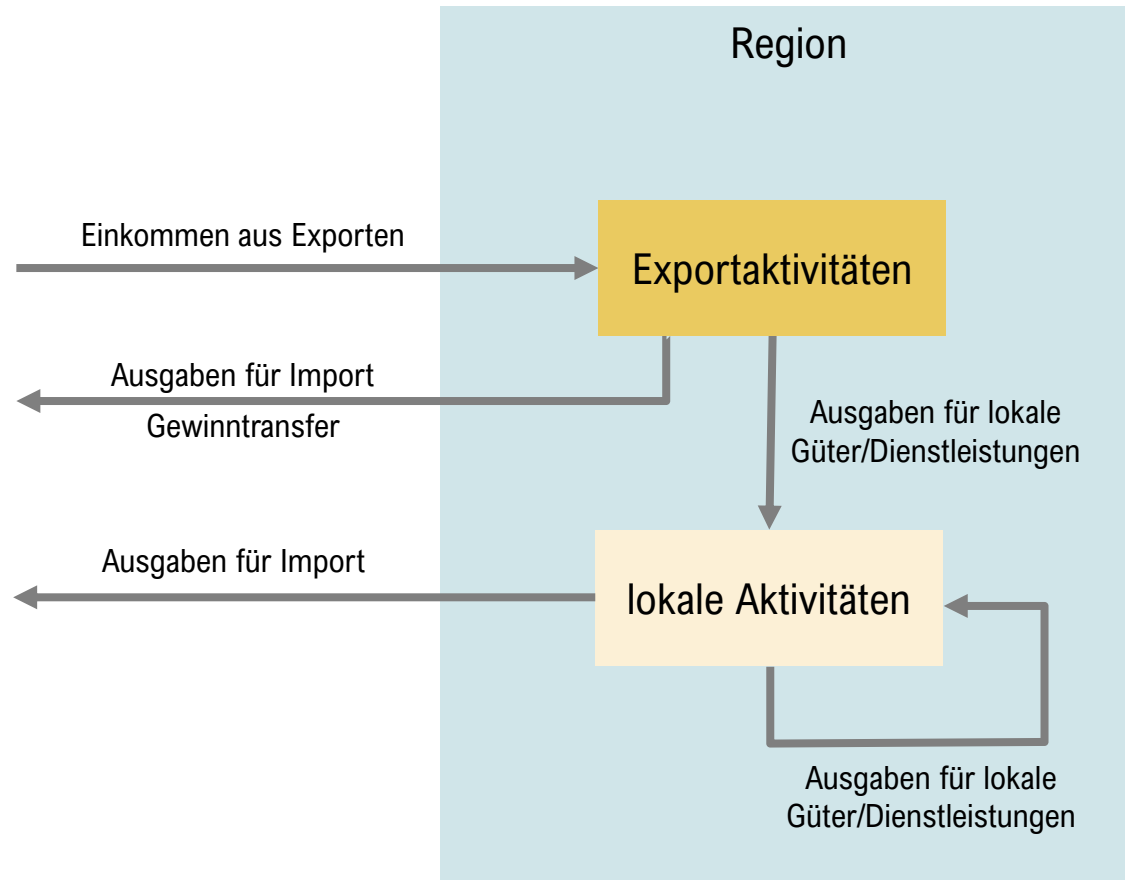 Region
Einkommen aus Exporten
Exportaktivitäten
Ausgaben für Import
Gewinntransfer
Ausgaben für lokale
Güter/Dienstleistungen
Ausgaben für Import
lokale Aktivitäten
Ausgaben für lokale
Güter/Dienstleistungen